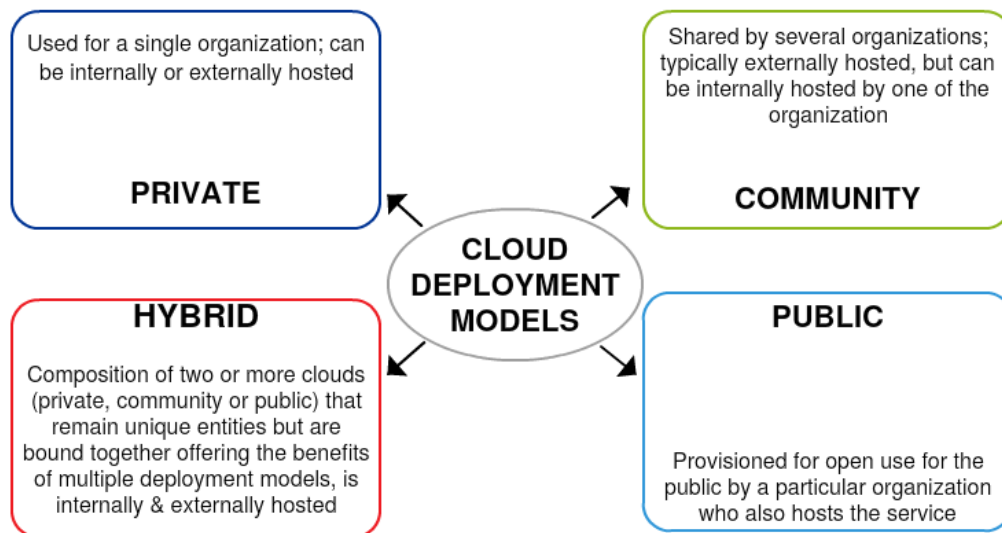 Used for a single organization; can
be internally or externally hosted
PRIVATE
Shared by several organizations;
typically externally hosted, but can
be internally hosted by one of the
organization
COMMUNITY
CLOUD
DEPLOYMENT
MODELS
HYBRID
Composition of two or more clouds
(private, community or public) that
remain unique entities but are
bound together offering the benefits
of multiple deployment models, is
internally & externally hosted
PUBLIC
Provisioned for open use for the
public by a particular organization
who also hosts the service